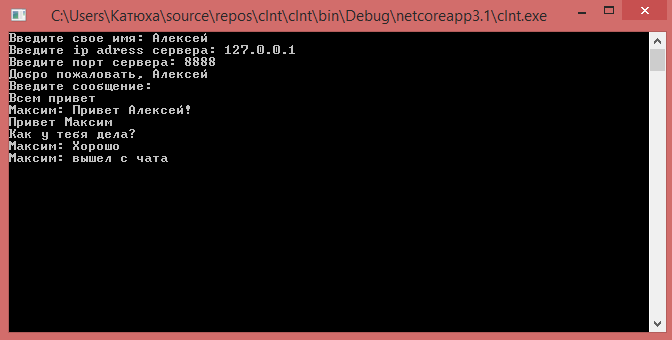 C:\Users\Катюха\source\repos\clnt\clnt\bin\Debug\netcoreapp3.1\clnt.exe
Введите свое имя: Алексей
Введите ip adress сервера: 127.0.0.1
Введите порт сервера: 8888
Добро пожаловать, Алексей
Введите сообщение:
Всем привет
Максим: Привет Алексей!
Привет Максим
Как у тебя дела?
Максим: Хорошо
Максим: вышел с чата